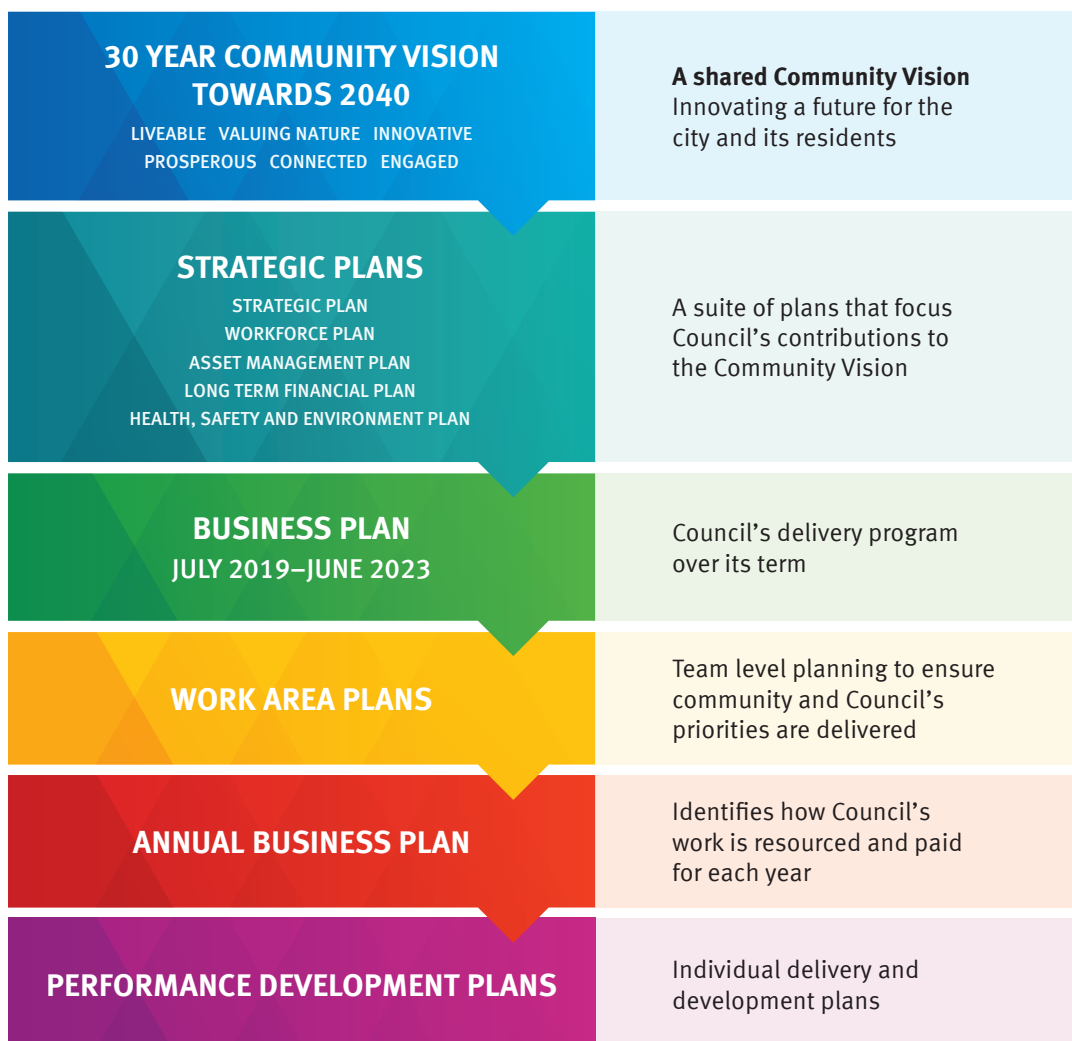 30 YEAR COMMUNITY VISION
TOWARDS 2040
LIVEABLE VALUING NATURE INNOVATIVE
PROSPEROUS CONNECTED ENGAGED
A shared Community Vision
Innovating a future for the
city and its residents
STRATEGIC PLANS
STRATEGIC PLAN
WORKFORCE PLAN
ASSET MANAGEMENT PLAN
LONG TERM FINANCIAL PLAN
HEALTH, SAFETY AND ENVIRONMENT PLAN
A suite of plans that focus
Council’s contributions to
the Community Vision
BUSINESS PLAN
JULY 2019–JUNE 2023
Council’s delivery program
over its term
WORK AREA PLANS
Team level planning to ensure
community and Council’s
priorities are delivered
ANNUAL BUSINESS PLAN
Identifies how Council’s
work is resourced and paid
for each year
PERFORMANCE DEVELOPMENT PLANS
Individual delivery and
development plans